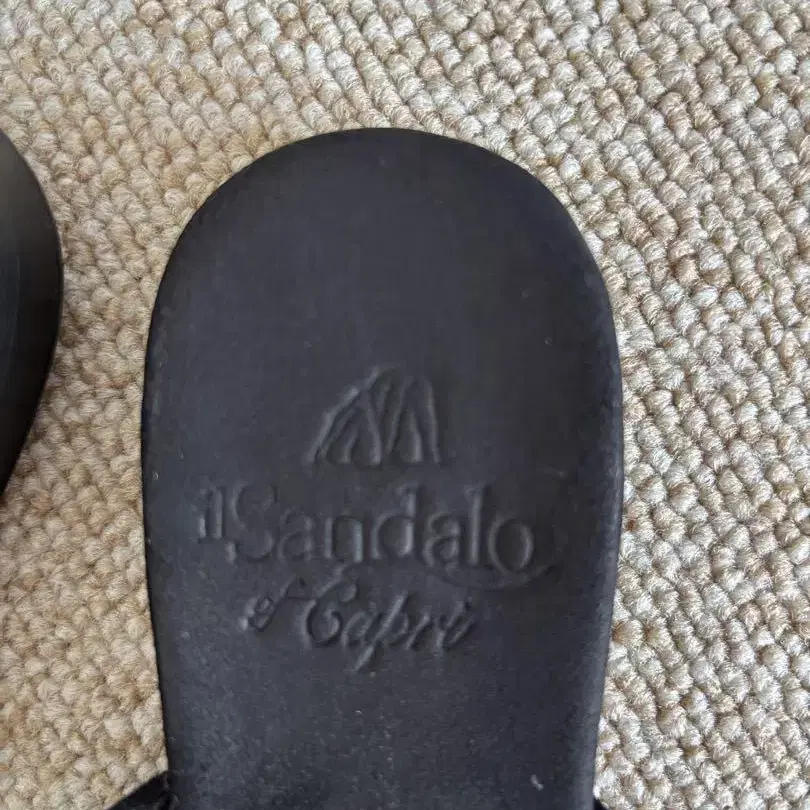 il Sandalo
of Capri